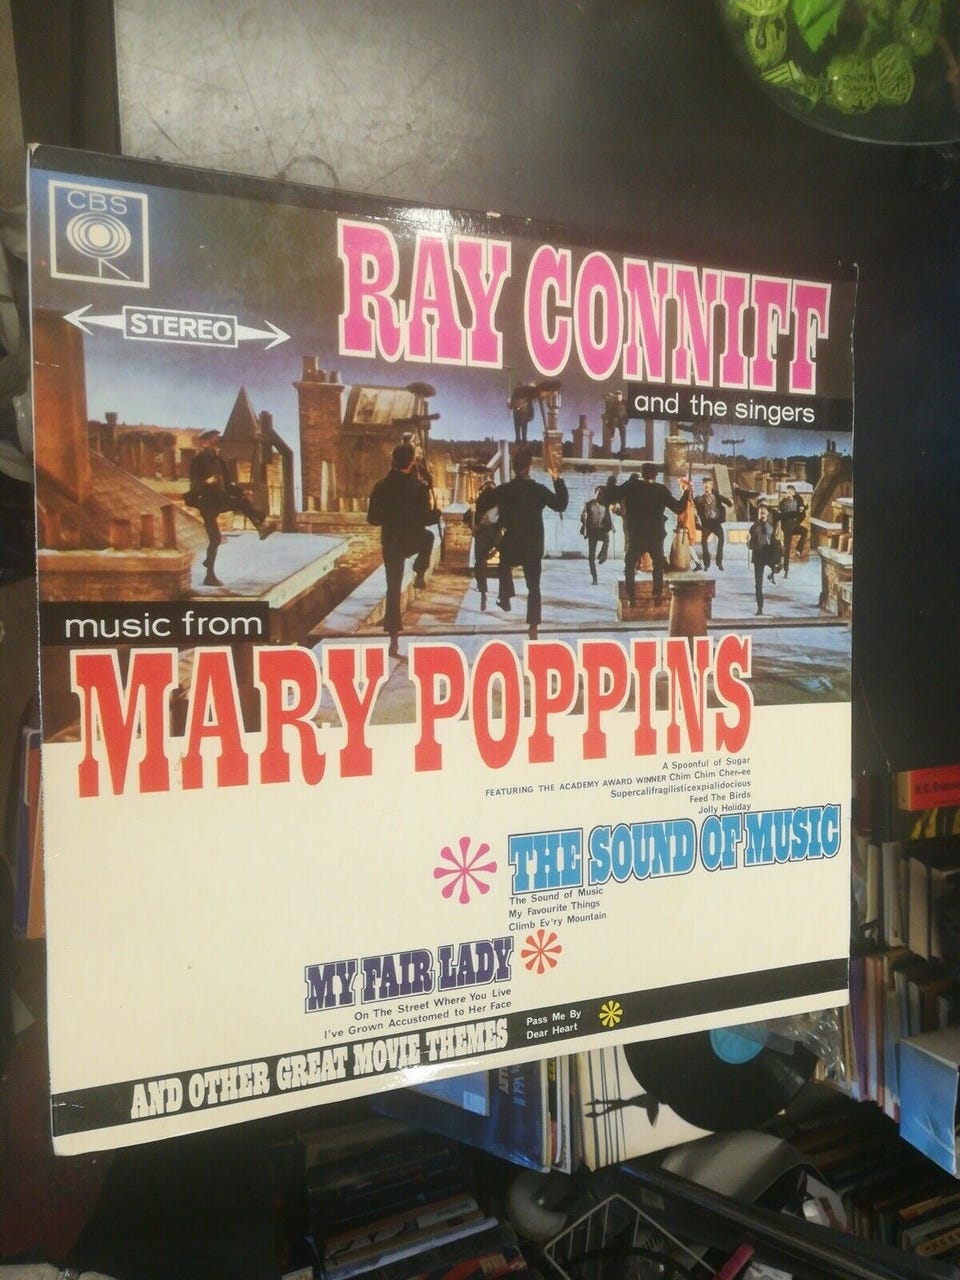 CBS
STEREO
RAY CONNIFF
and the singers
music from
MARY POPPINS
A Spoonful of Sugar
FEATURING THE ACADEMY AWARD WINNER Chim Chim Cher-ee
Supercalifragilisticexpialidocious
Feed The Birds
Jolly Holiday
THE SOUND OF MUSIC
The Sound of Music
My Favourite Things
Climb Ev'ry Mountain
MY FAIR LADY
On The Street Where You Live
I've Grown Accustomed to Her Face
AND OTHER GREAT MOVIE THEMES
Pass Me By
Dear Heart